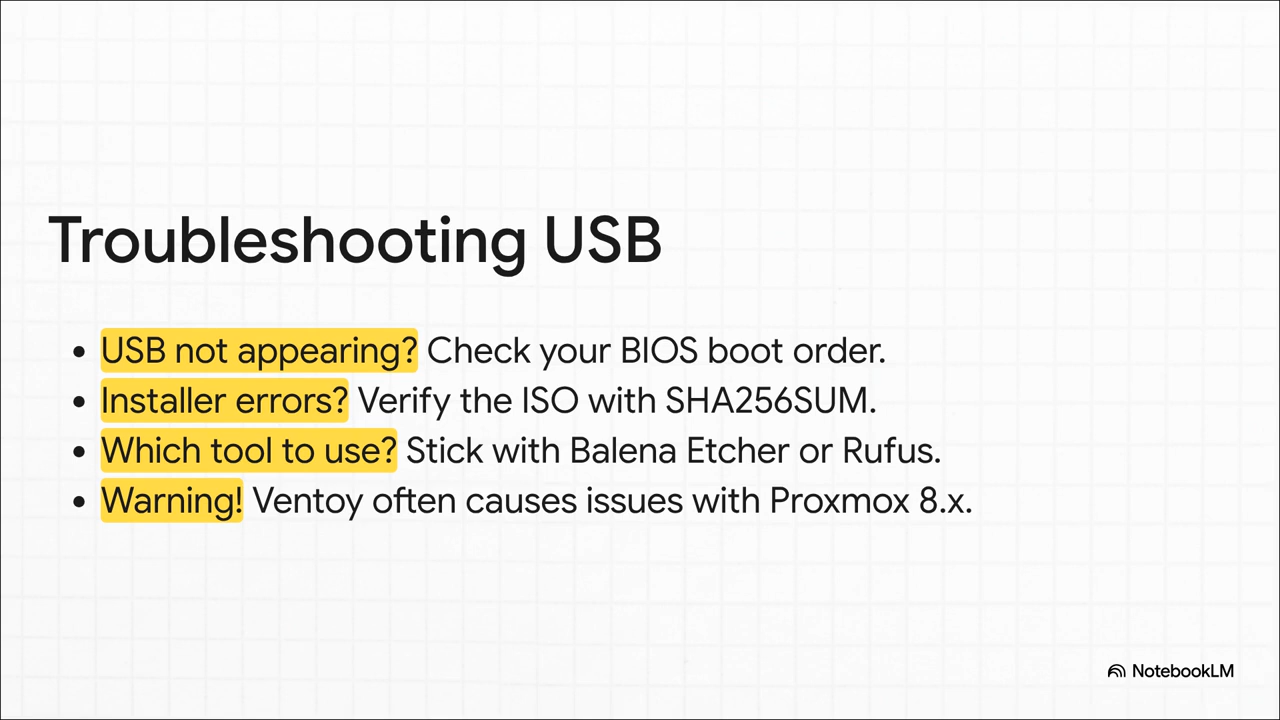 Troubleshooting USB
• USB not appearing? Check your BIOS boot order.
• Installer errors? Verify the ISO with SHA256SUM.
• Which tool to use? Stick with Balena Etcher or Rufus.
• Warning! Ventoy often causes issues with Proxmox 8.x.
NotebookLM